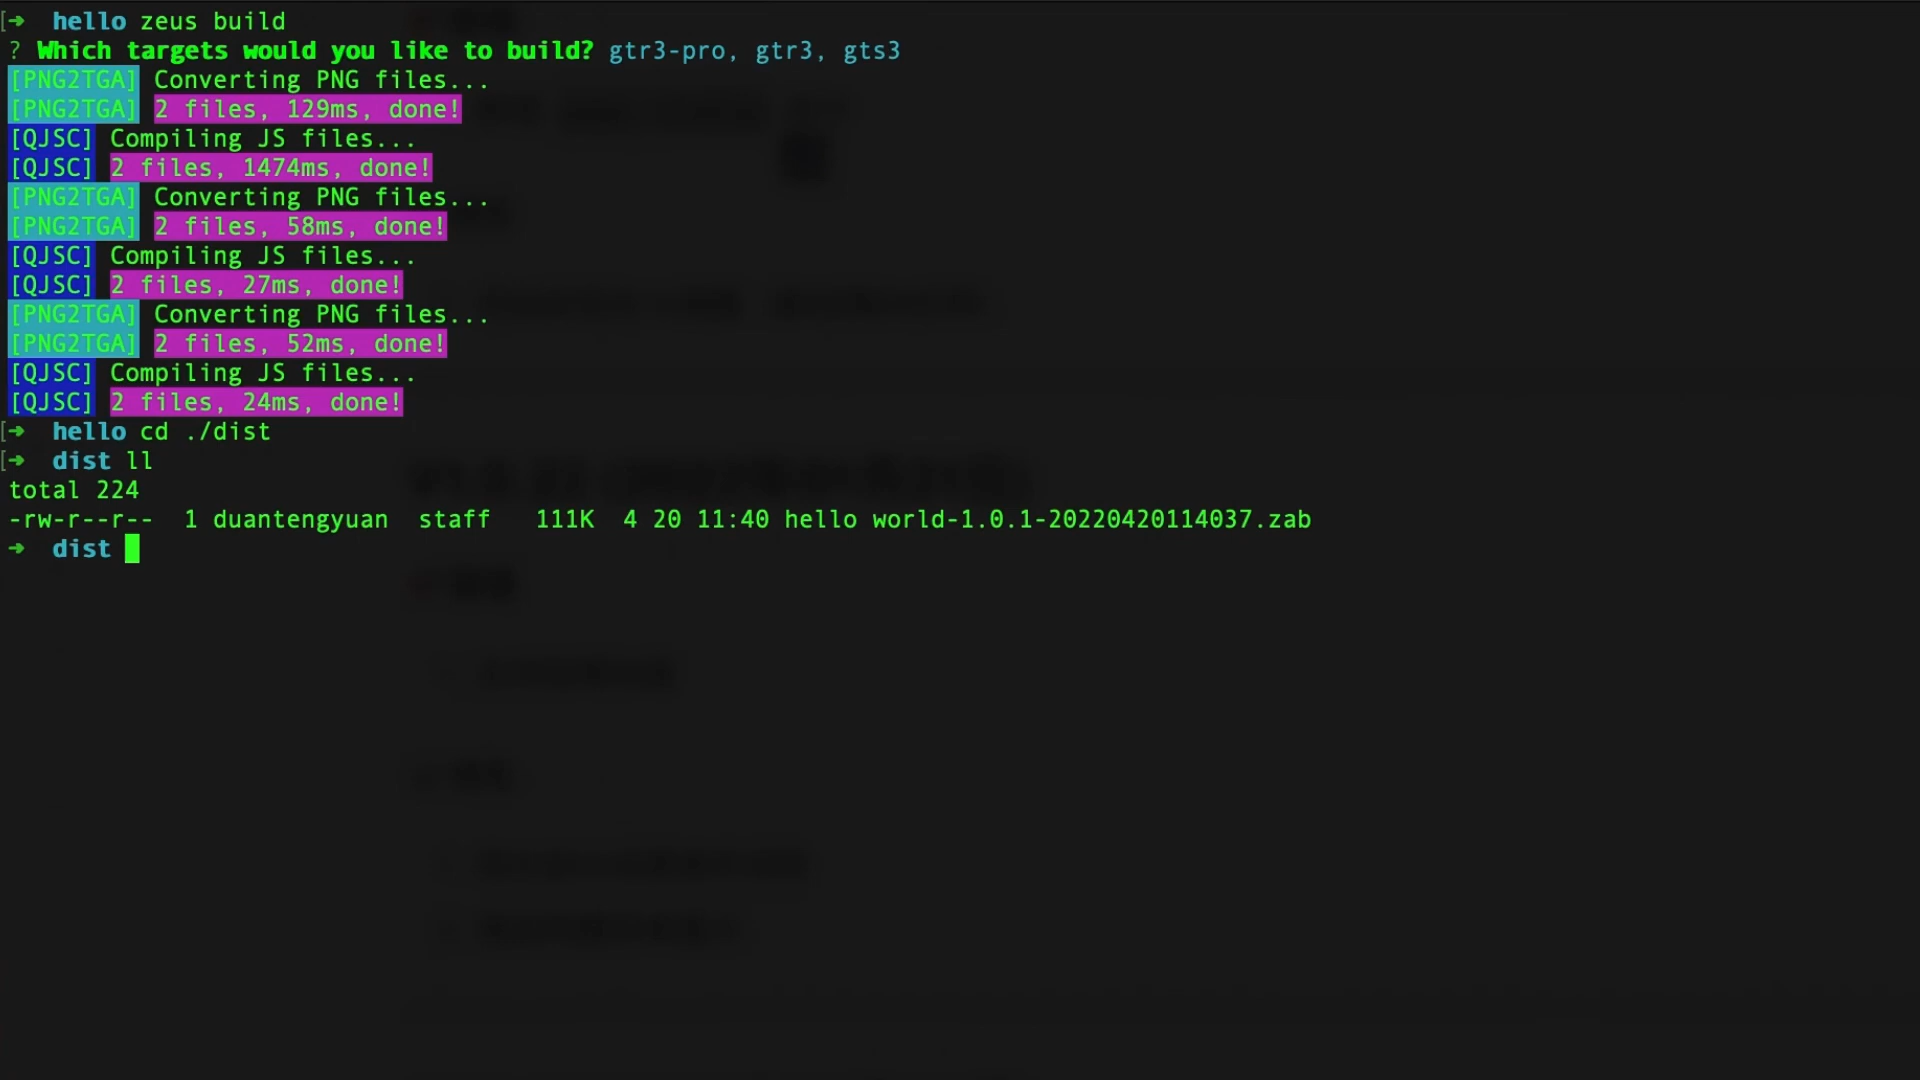 [➜  hello zeus build
? Which targets would you like to build? gtr3-pro, gtr3, gts3
[PNG2TGA] Converting PNG files...
[PNG2TGA] 2 files, 129ms, done!
[QJSC] Compiling JS files...
[QJSC] 2 files, 1474ms, done!
[PNG2TGA] Converting PNG files...
[PNG2TGA] 2 files, 58ms, done!
[QJSC] Compiling JS files...
[QJSC] 2 files, 27ms, done!
[PNG2TGA] Converting PNG files...
[PNG2TGA] 2 files, 52ms, done!
[QJSC] Compiling JS files...
[QJSC] 2 files, 24ms, done!
[➜  hello cd ./dist
[➜  dist ll
total 224
-rw-r--r--  1 duantengyuan  staff   111K  4 20 11:40 hello world-1.0.1-20220420114037.zab
➜  dist